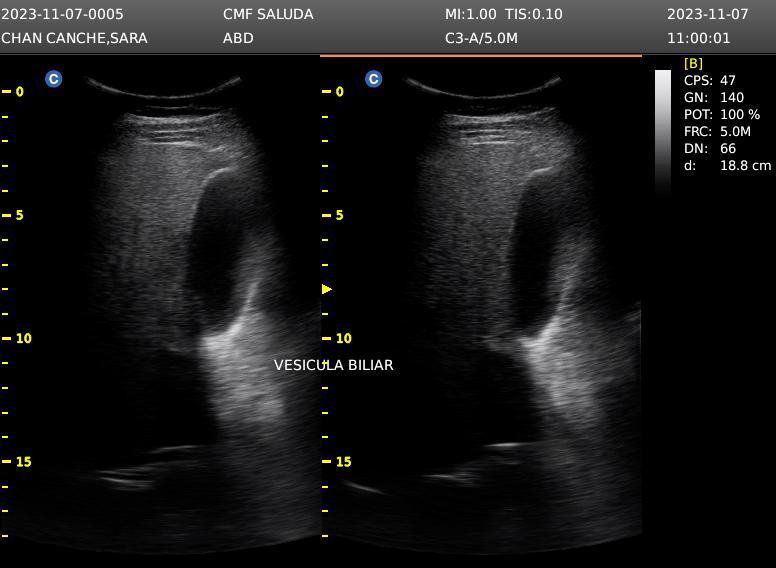 2023-11-07-0005 CMF SALUDA MI:1.00 TIS:0.10 2023-11-07
CHAN CANCHE,SARA ABD C3-A/5.0M 11:00:01
[B]
CPS: 47
GN: 140
POT: 100 %
FRC: 5.0M
DN: 66
d: 18.8 cm
C C
0 0
5 5
10 10
VESICULA BILIAR
15 15